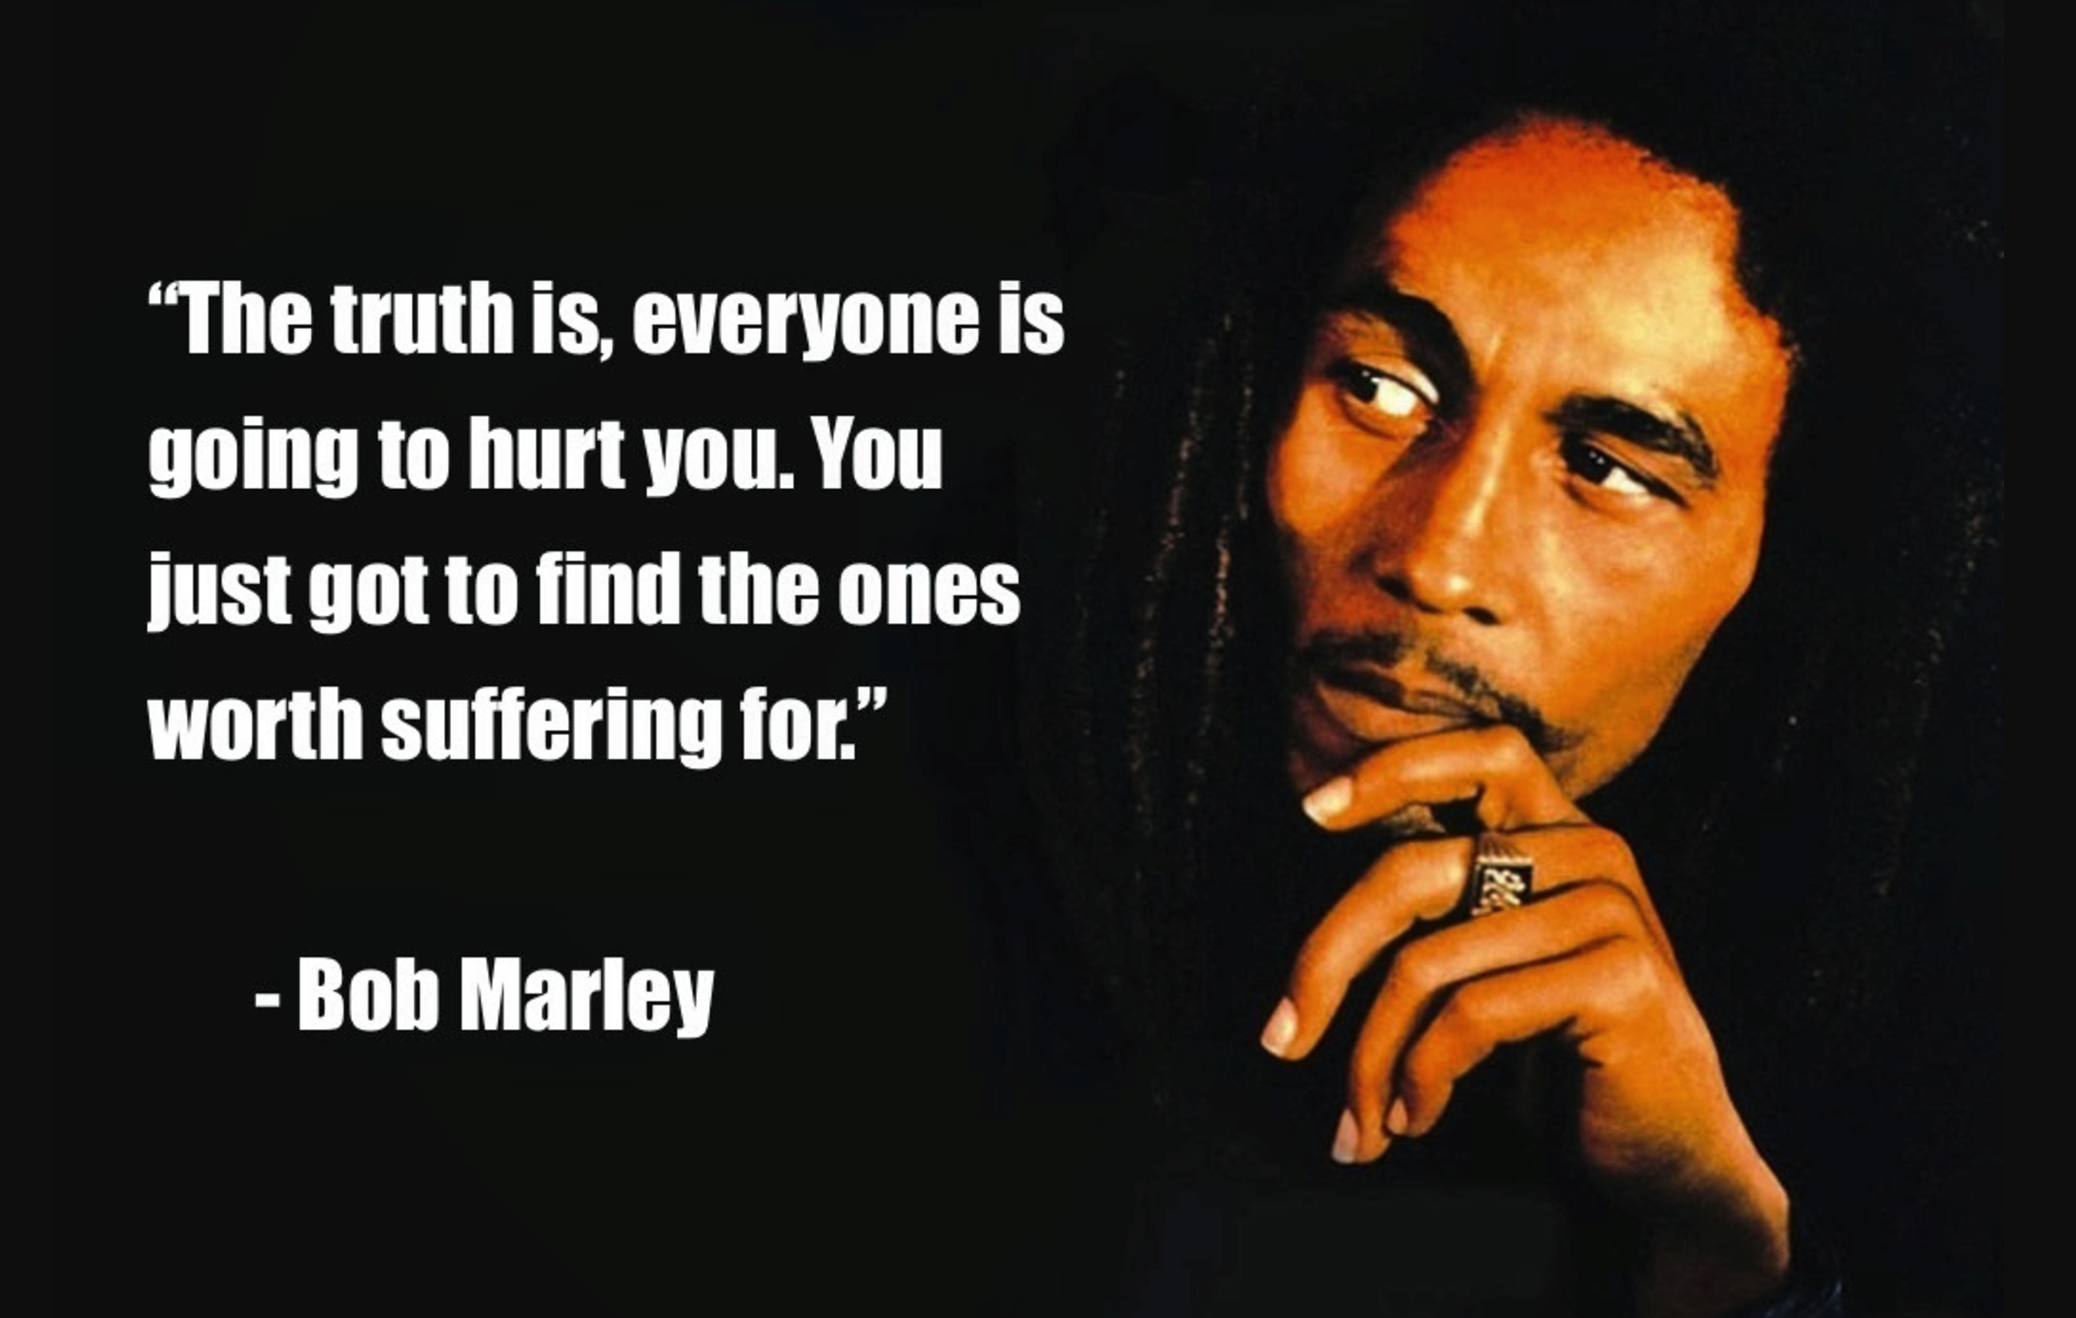 “The truth is, everyone is
going to hurt you. You
just got to find the ones
worth suffering for.”
- Bob Marley